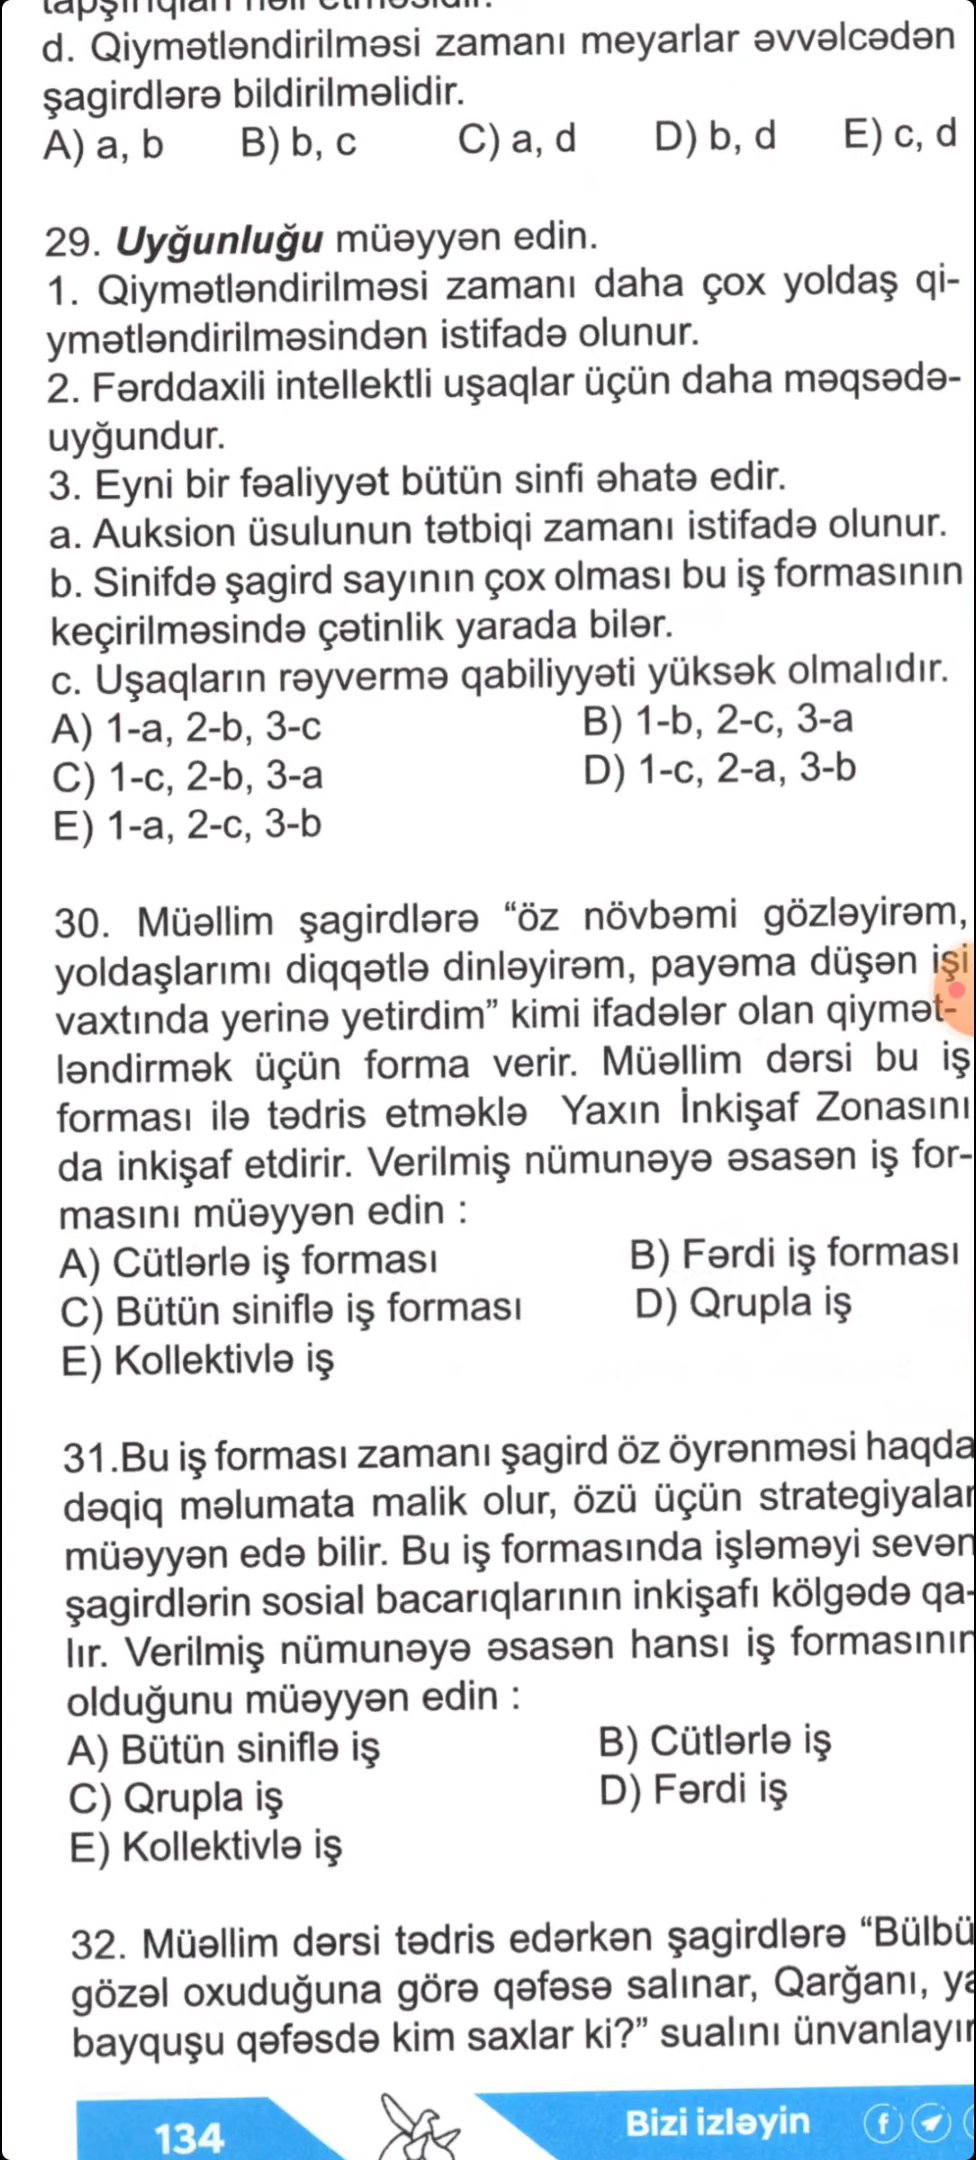 d. Qiymətləndirilməsi zamanı meyarlar əvvəlcədən
şagirdlərə bildirilməlidir.
A) a, b B) b, c C) a, d D) b, d E) c, d
29. Uyğunluğu müəyyən edin.
1. Qiymətləndirilməsi zamanı daha çox yoldaş qi-
ymətləndirilməsindən istifadə olunur.
2. Fərddaxili intellektli uşaqlar üçün daha məqsədə-
uyğundur.
3. Eyni bir fəaliyyət bütün sinfi əhatə edir.
a. Auksion üsulunun tətbiqi zamanı istifadə olunur.
b. Sinifdə şagird sayının çox olması bu iş formasının
keçirilməsində çətinlik yarada bilər.
c. Uşaqların rəyvermə qabiliyyəti yüksək olmalıdır.
A) 1-a, 2-b, 3-c B) 1-b, 2-c, 3-a
C) 1-c, 2-b, 3-a D) 1-c, 2-a, 3-b
E) 1-a, 2-c, 3-b
30. Müəllim şagirdlərə “öz növbəmi gözləyirəm,
yoldaşlarımı diqqətlə dinləyirəm, payəma düşən işi
vaxtında yerinə yetirdim” kimi ifadələr olan qiymət-
ləndirmək üçün forma verir. Müəllim dərsi bu iş
forması ilə tədris etməklə Yaxın İnkişaf Zonasını
da inkişaf etdirir. Verilmiş nümunəyə əsasən iş for-
masını müəyyən edin :
A) Cütlərlə iş forması B) Fərdi iş forması
C) Bütün siniflə iş forması D) Qrupla iş
E) Kollektivlə iş
31.Bu iş forması zamanı şagird öz öyrənməsi haqda
dəqiq məlumata malik olur, özü üçün strategiyalar
müəyyən edə bilir. Bu iş formasında işləməyi sevən
şagirdlərin sosial bacarıqlarının inkişafı kölgədə qa-
lır. Verilmiş nümunəyə əsasən hansı iş formasının
olduğunu müəyyən edin :
A) Bütün siniflə iş B) Cütlərlə iş
C) Qrupla iş D) Fərdi iş
E) Kollektivlə iş
32. Müəllim dərsi tədris edərkən şagirdlərə “Bülbü
gözəl oxuduğuna görə qəfəsə salınar, Qarğanı, ya
bayquşu qəfəsdə kim saxlar ki?” sualını ünvanlayır
134 Bizi izləyin